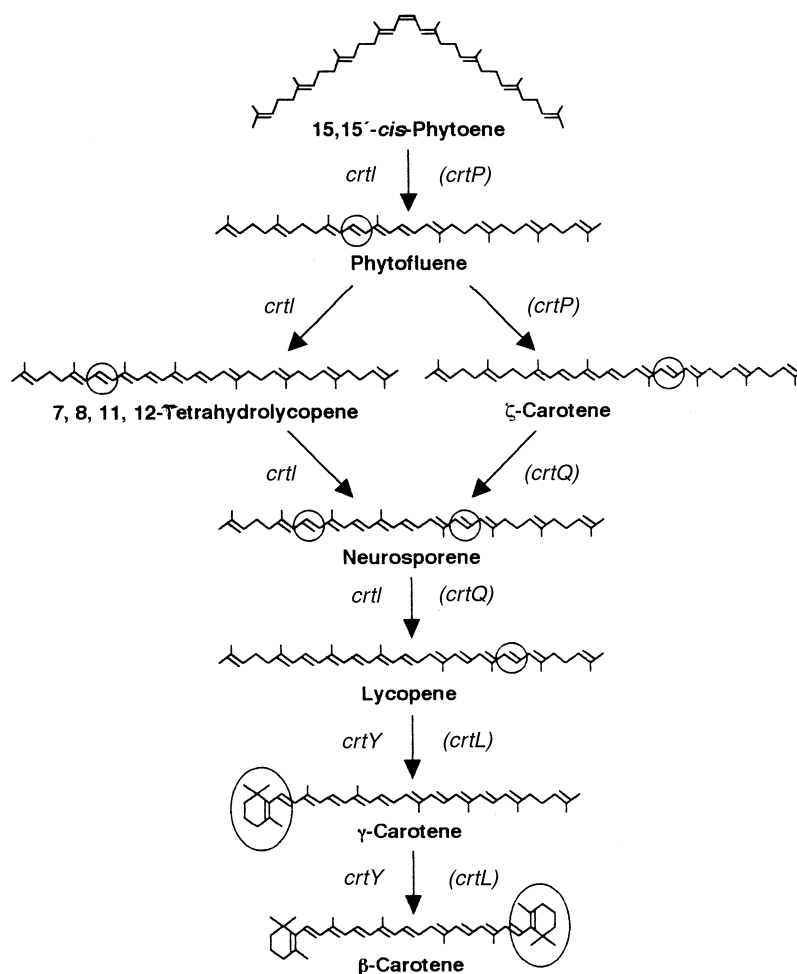 15,15´-cis-Phytoene
crtI (crtP)
Phytofluene
crtI (crtP)
7, 8, 11, 12-Tetrahydrolycopene ζ-Carotene
crtI (crtQ)
Neurosporene
crtI (crtQ)
Lycopene
crtY (crtL)
γ-Carotene
crtY (crtL)
β-Carotene